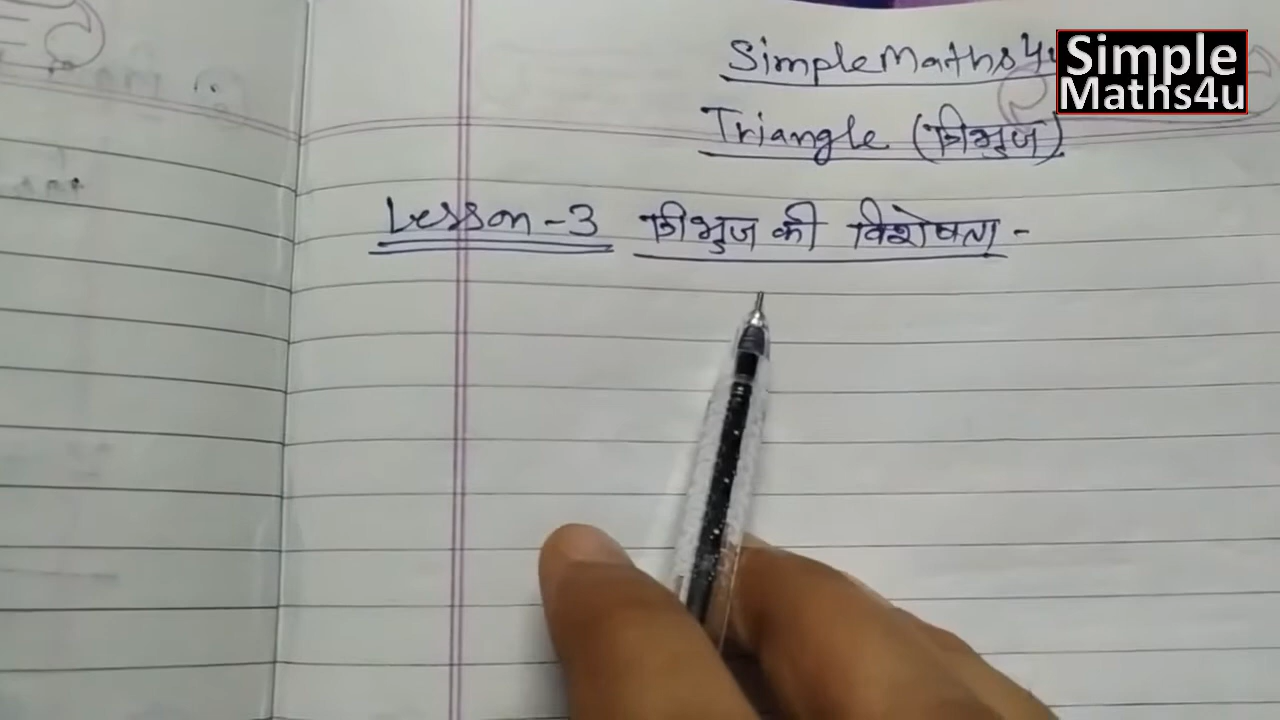 SimpleMaths4u
Simple
Maths4u
Triangle (त्रिभुज)
Lesson-3 त्रिभुज की विशेषता -